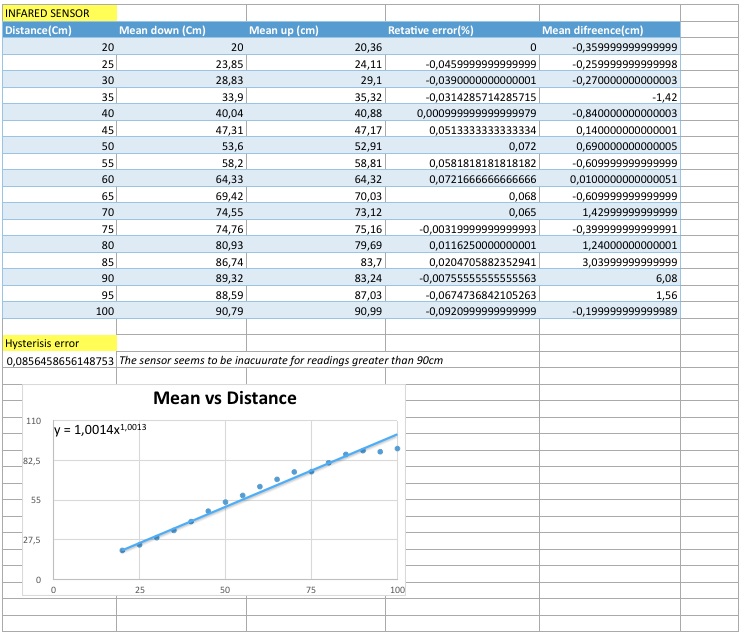 INFARED SENSOR
Distance(Cm) Mean down (Cm) Mean up (cm) Retative error(%) Mean difreence(cm)
20 20 20,36 0 -0,359999999999999
25 23,85 24,11 -0,0459999999999999 -0,259999999999998
30 28,83 29,1 -0,0390000000000001 -0,270000000000003
35 33,9 35,32 -0,0314285714285715 -1,42
40 40,04 40,88 0,000999999999999979 -0,840000000000003
45 47,31 47,17 0,0513333333333334 0,140000000000001
50 53,6 52,91 0,072 0,690000000000005
55 58,2 58,81 0,0581818181818182 -0,609999999999999
60 64,33 64,32 0,0721666666666666 0,0100000000000051
65 69,42 70,03 0,068 -0,609999999999999
70 74,55 73,12 0,065 1,42999999999999
75 74,76 75,16 -0,00319999999999993 -0,399999999999991
80 80,93 79,69 0,0116250000000001 1,24000000000001
85 86,74 83,7 0,0204705882352941 3,03999999999999
90 89,32 83,24 -0,00755555555555563 6,08
95 88,59 87,03 -0,0674736842105263 1,56
100 90,79 90,99 -0,0920999999999999 -0,199999999999989
Hysterisis error
0,0856458656148753 The sensor seems to be inacuurate for readings greater than 90cm
Mean vs Distance
110
y = 1,0014x^1,0013
82,5
55
27,5
0
0 25 50 75 100